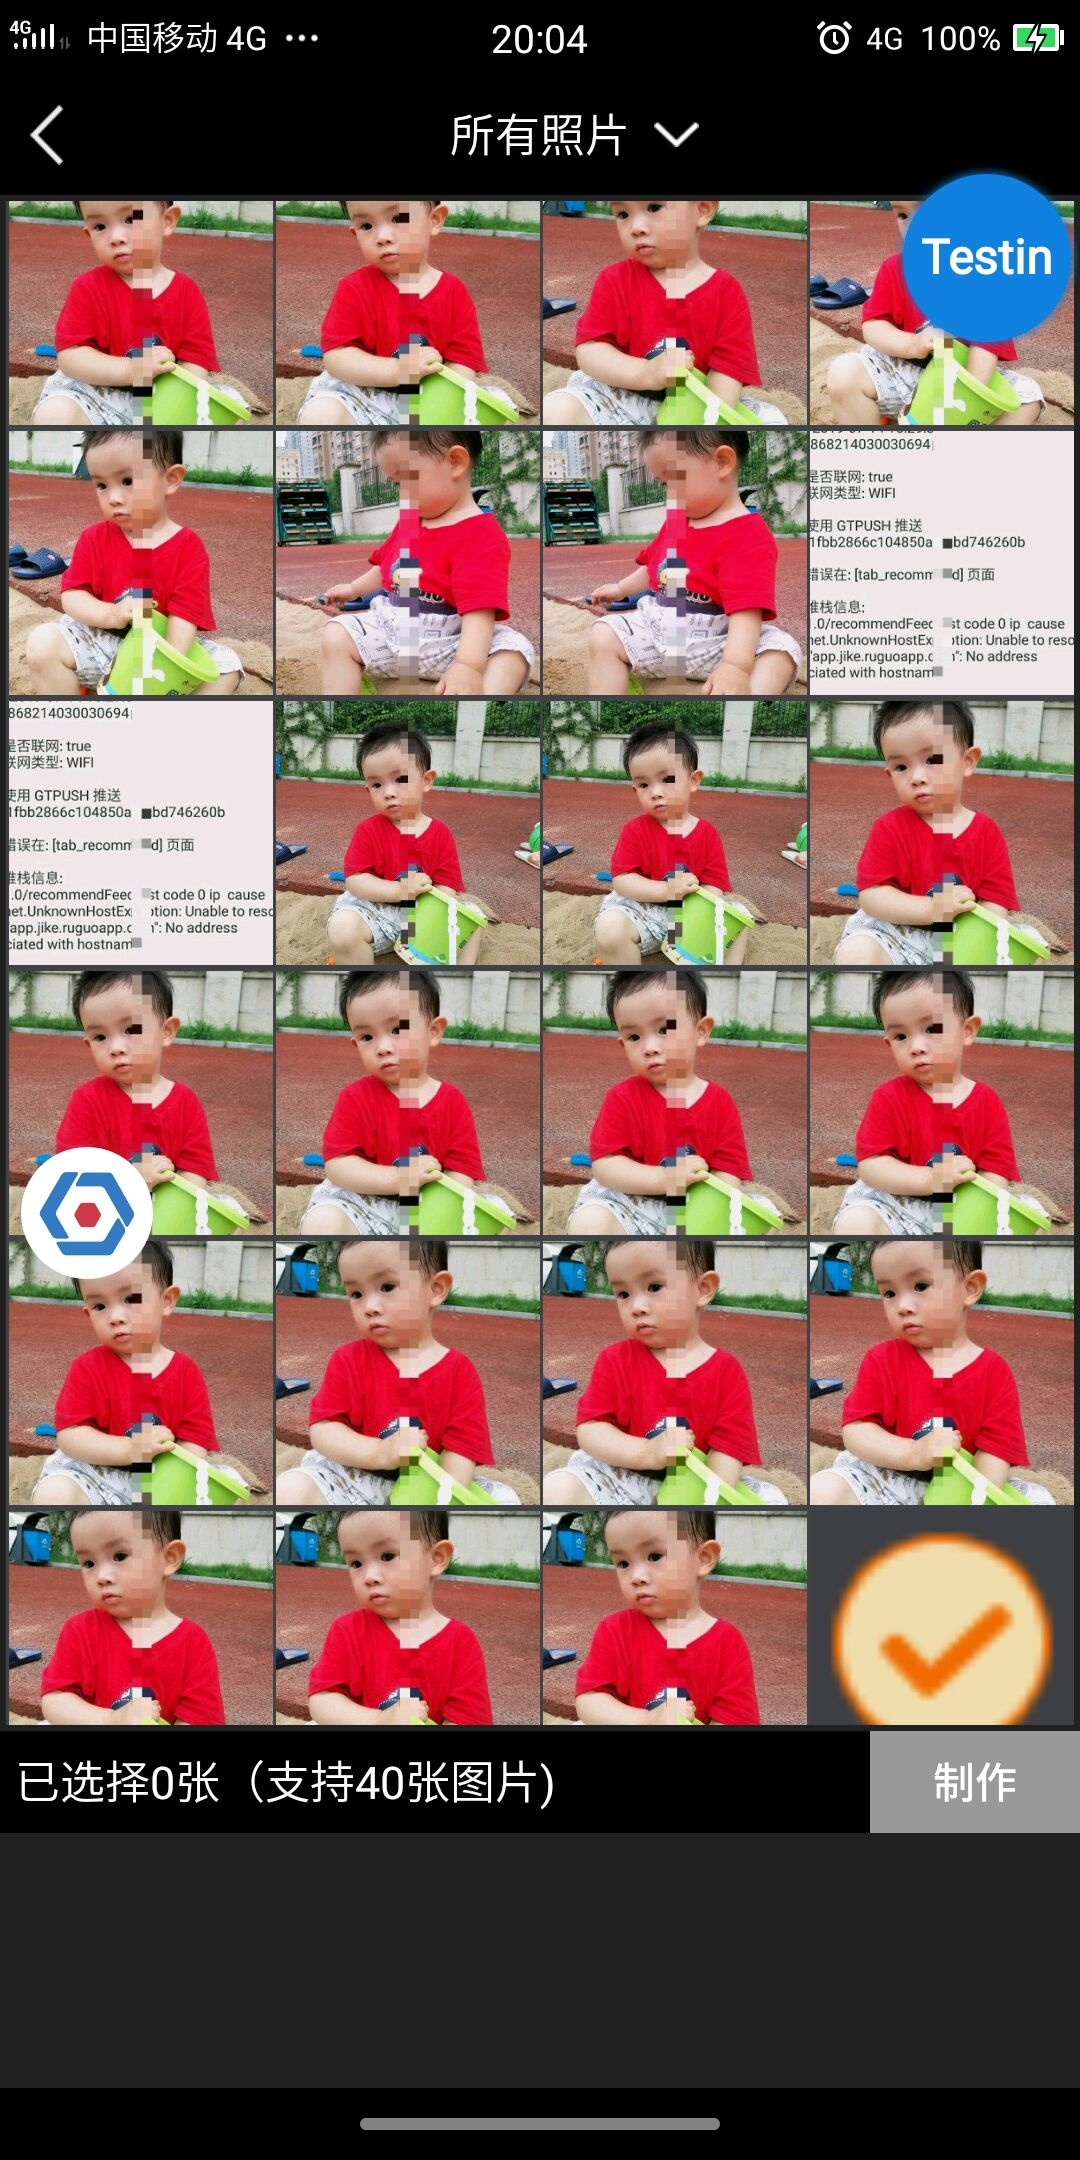 4G 中国移动 4G ··· 20:04 4G 100%
所有照片
Testin
868214030030694
是否联网: true
联网类型: WIFI
使用 GTPUSH 推送
1fbb2866c104850a bd746260b
错误在: [tab_recomm d] 页面
堆栈信息:
.0/recommendFeed st code 0 ip cause
net.UnknownHostEx ption: Unable to reso
app.jike.ruguoapp.c ": No address
ciated with hostnam
868214030030694
是否联网: true
联网类型: WIFI
使用 GTPUSH 推送
1fbb2866c104850a bd746260b
错误在: [tab_recomm d] 页面
堆栈信息:
.0/recommendFeed st code 0 ip cause
net.UnknownHostEx ption: Unable to reso
app.jike.ruguoapp.c ": No address
ciated with hostnam
已选择0张（支持40张图片)
制作